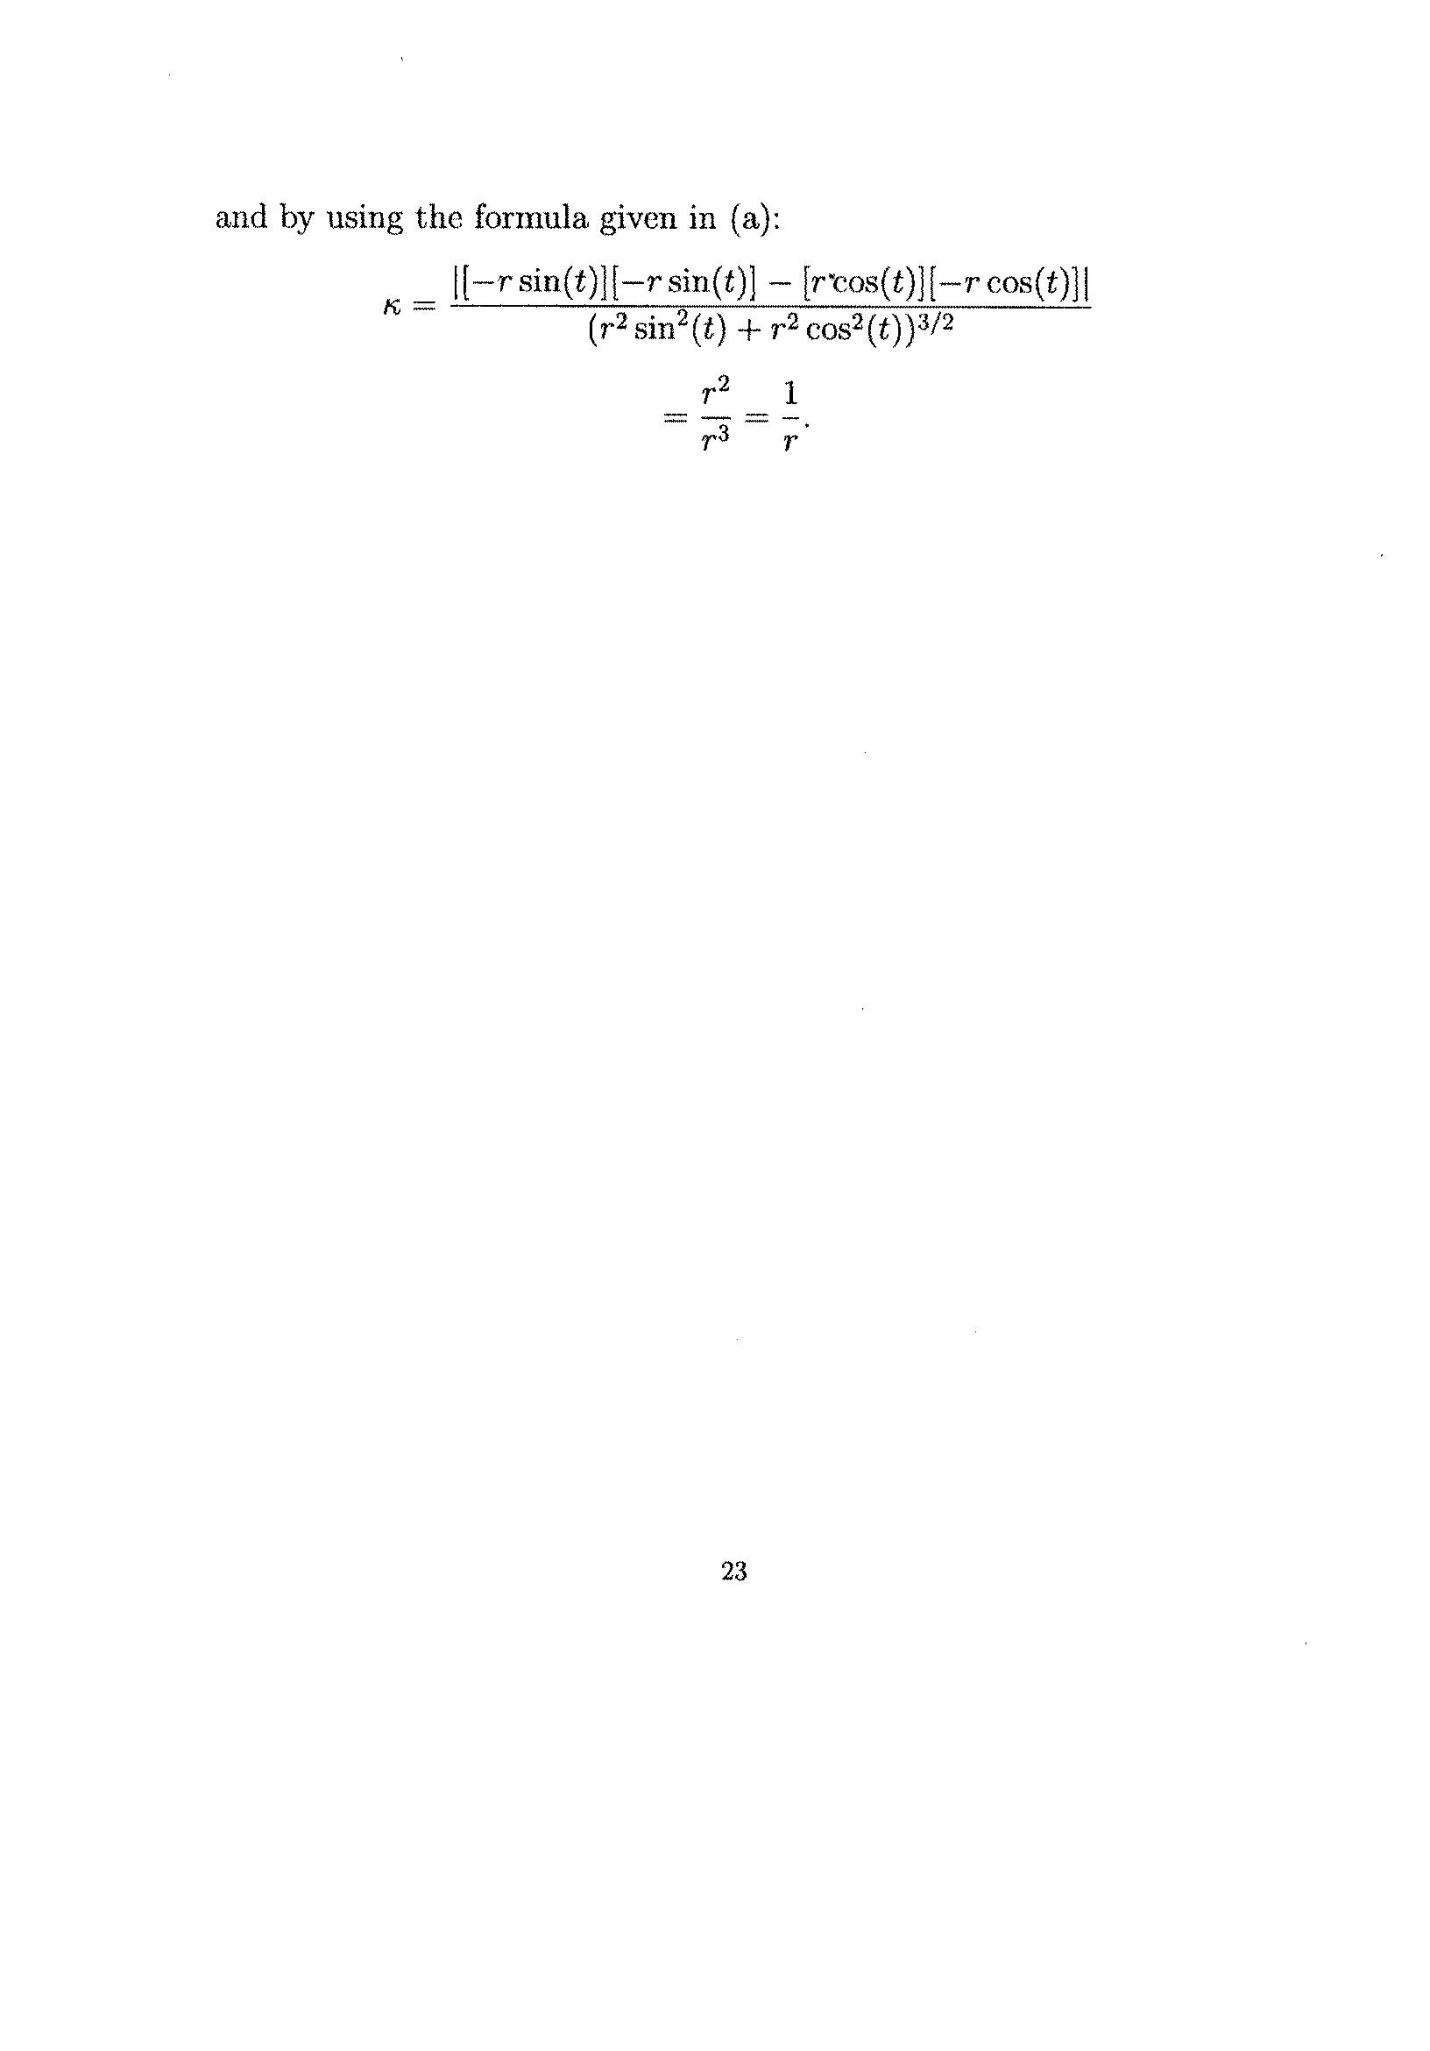 and by using the formula given in (a):
κ = |[−r sin(t)][−r sin(t)] − [r cos(t)][−r cos(t)]| / (r² sin²(t) + r² cos²(t))^{3/2}
= r²/r³ = 1/r.
23